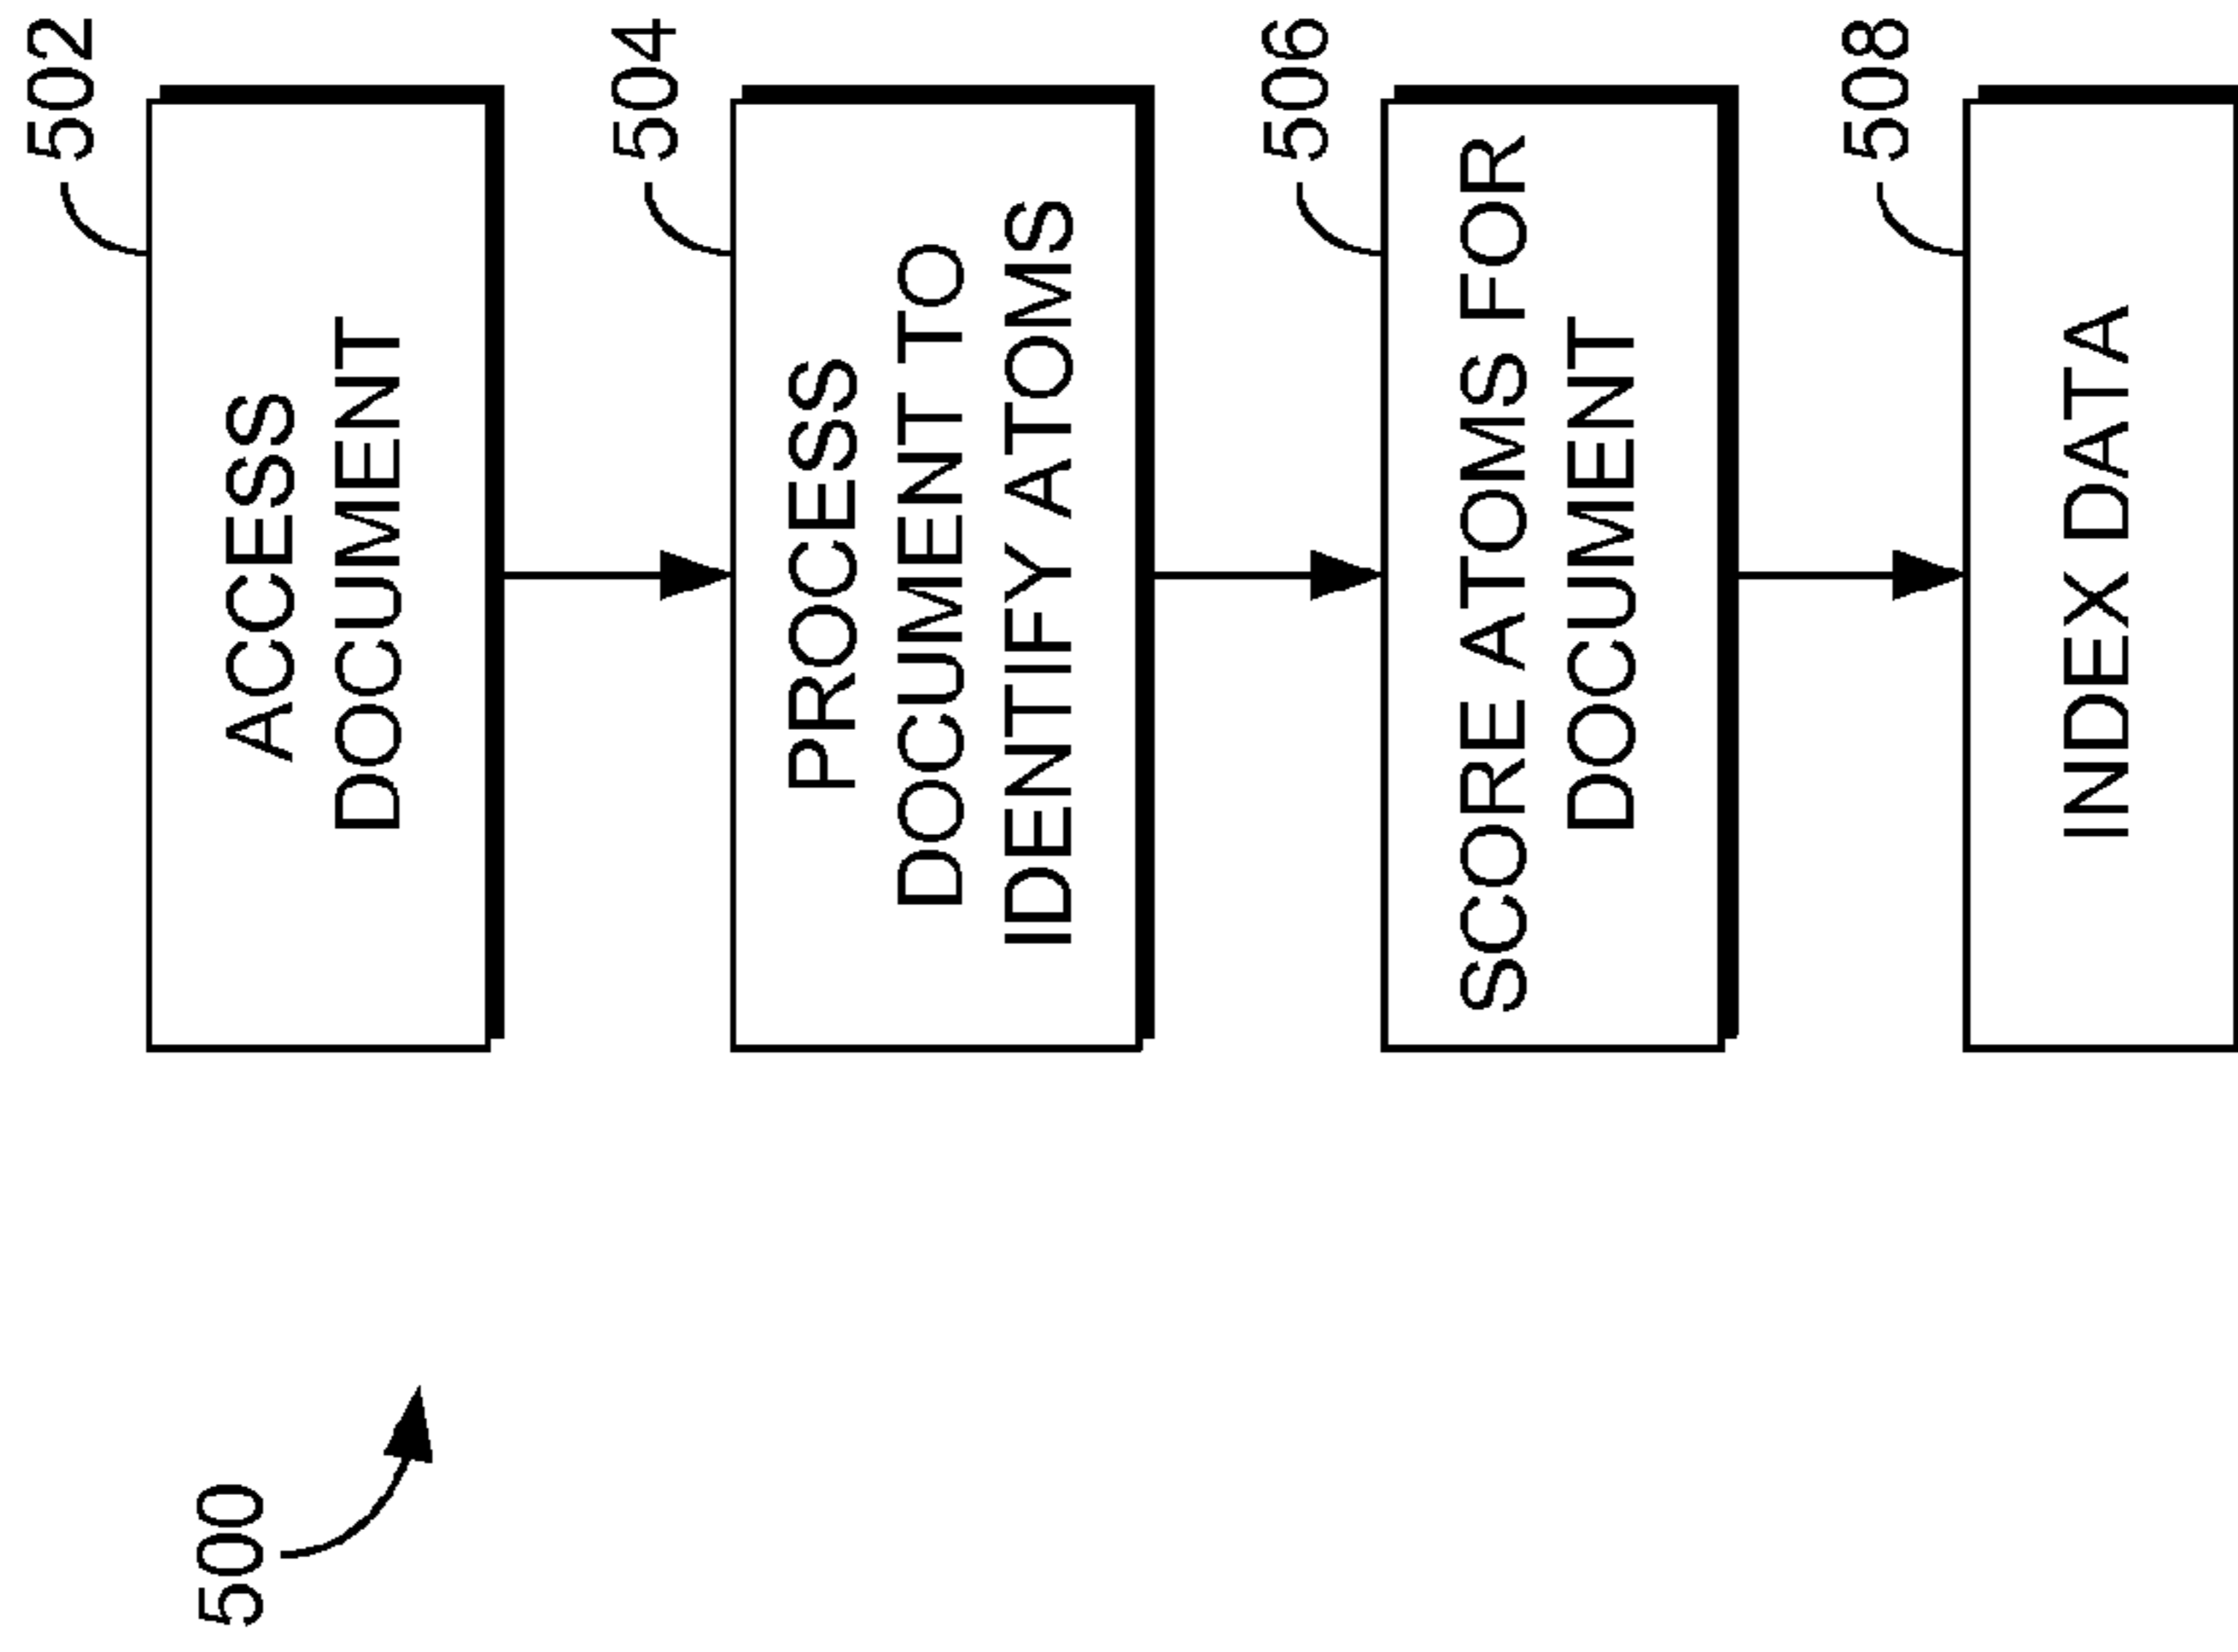 500
502
ACCESS
DOCUMENT
504
PROCESS
DOCUMENT TO
IDENTIFY ATOMS
506
SCORE ATOMS FOR
DOCUMENT
508
INDEX DATA